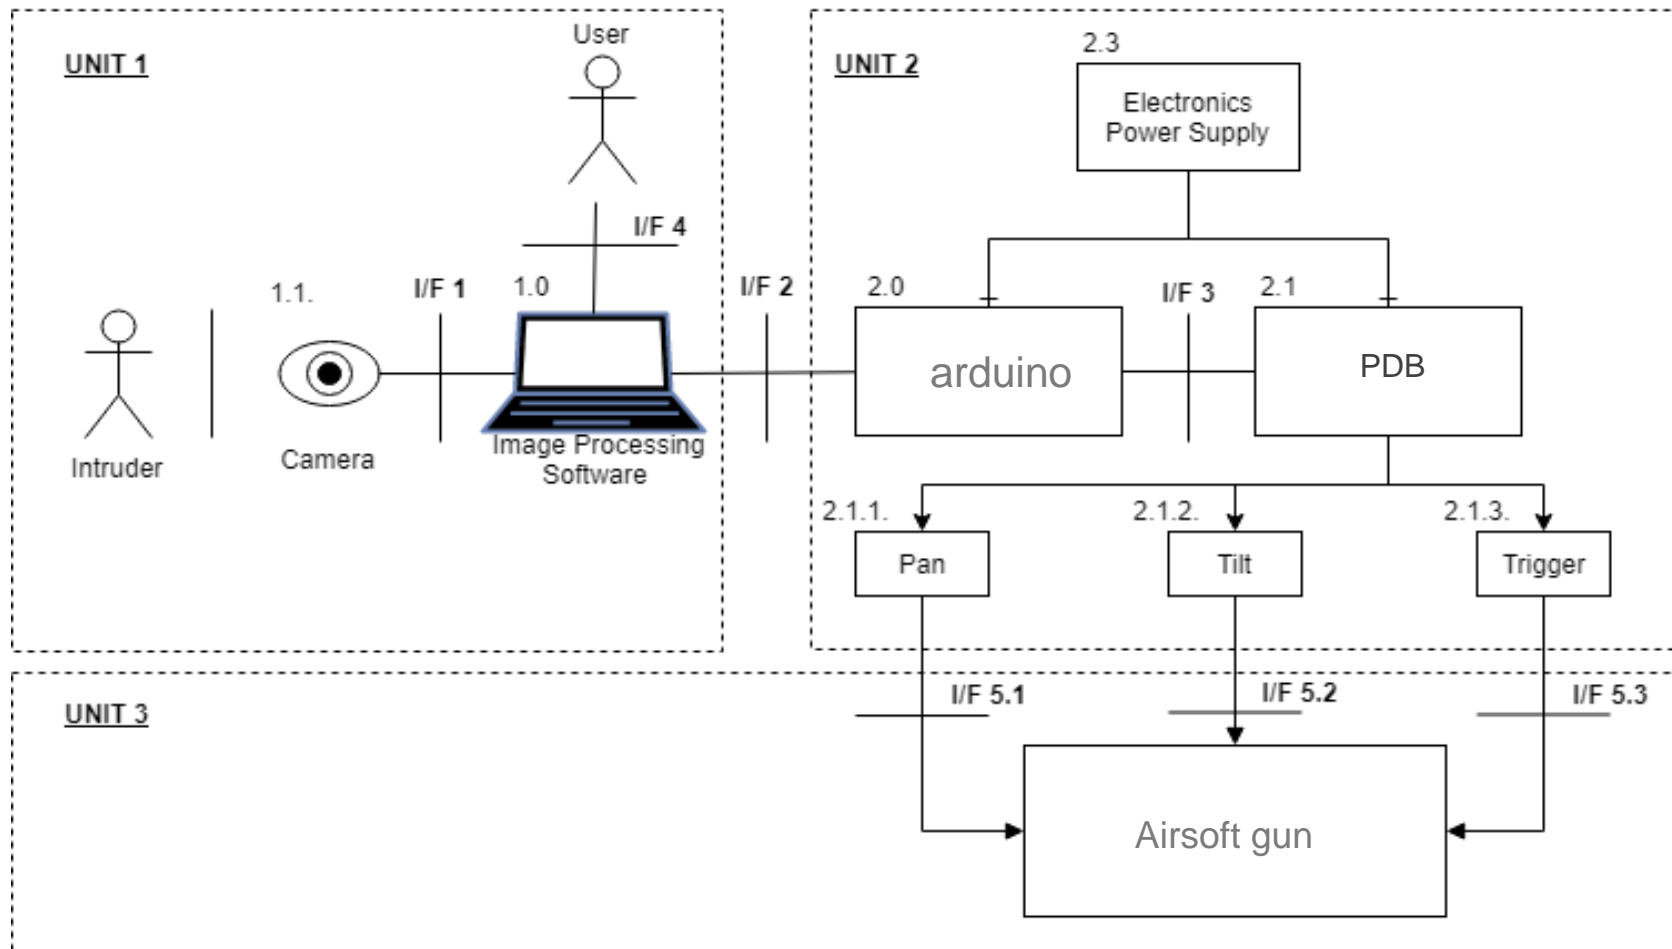 UNIT 1
User
I/F 4
1.1.
I/F 1
1.0
I/F 2
Intruder
Camera
Image Processing
Software
UNIT 2
2.3
Electronics
Power Supply
2.0
I/F 3
2.1
arduino
PDB
2.1.1.
2.1.2.
2.1.3.
Pan
Tilt
Trigger
UNIT 3
I/F 5.1
I/F 5.2
I/F 5.3
Airsoft gun